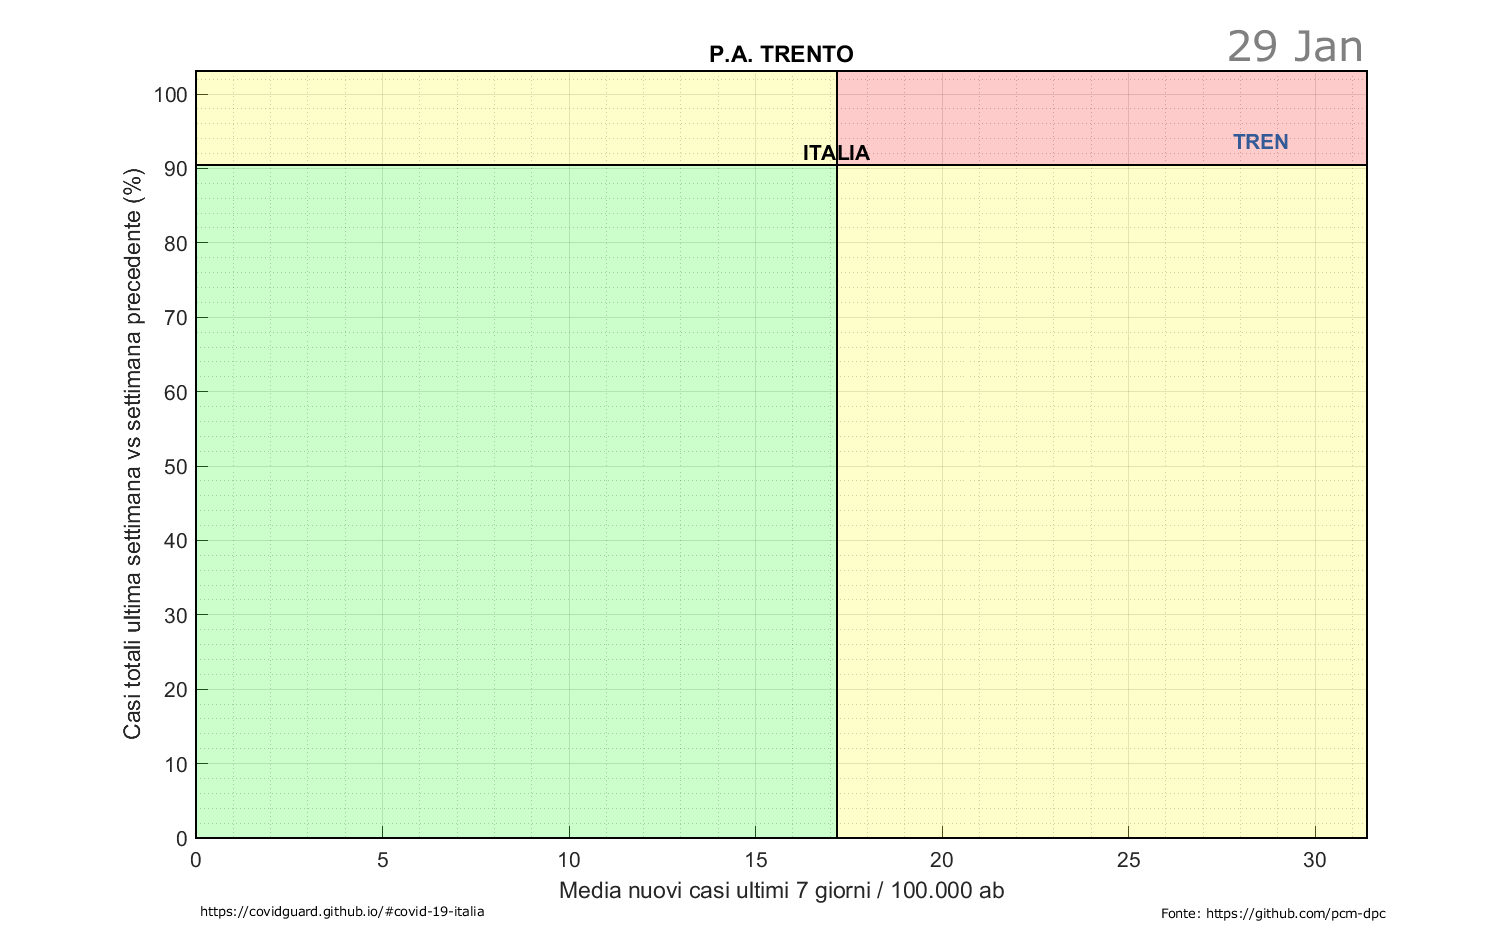 P.A. TRENTO
29 Jan
100
90
80
70
60
50
40
30
20
10
0
Casi totali ultima settimana vs settimana precedente (%)
ITALIA
TREN
0 5 10 15 20 25 30
Media nuovi casi ultimi 7 giorni / 100.000 ab
https://covidguard.github.io/#covid-19-italia
Fonte: https://github.com/pcm-dpc